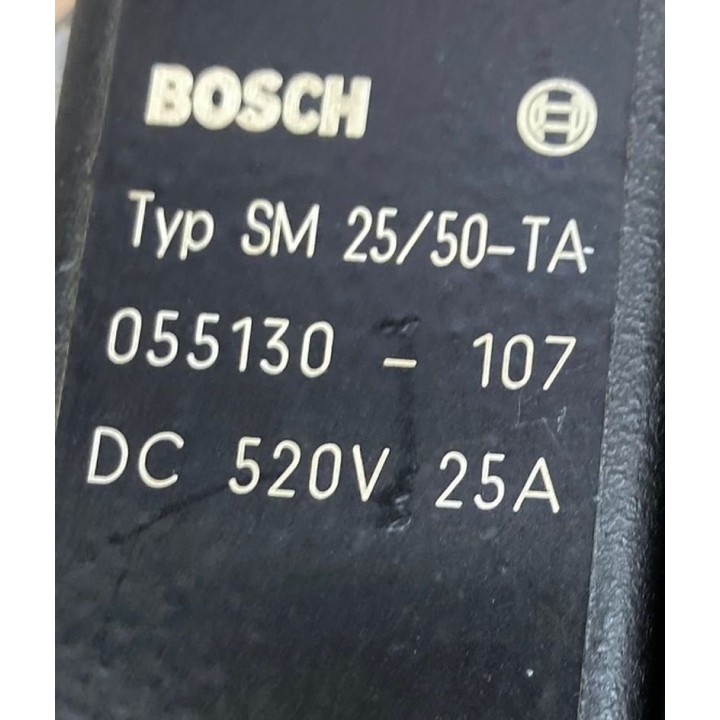 BOSCH
Typ SM 25/50-TA
055130 - 107
DC 520V 25A